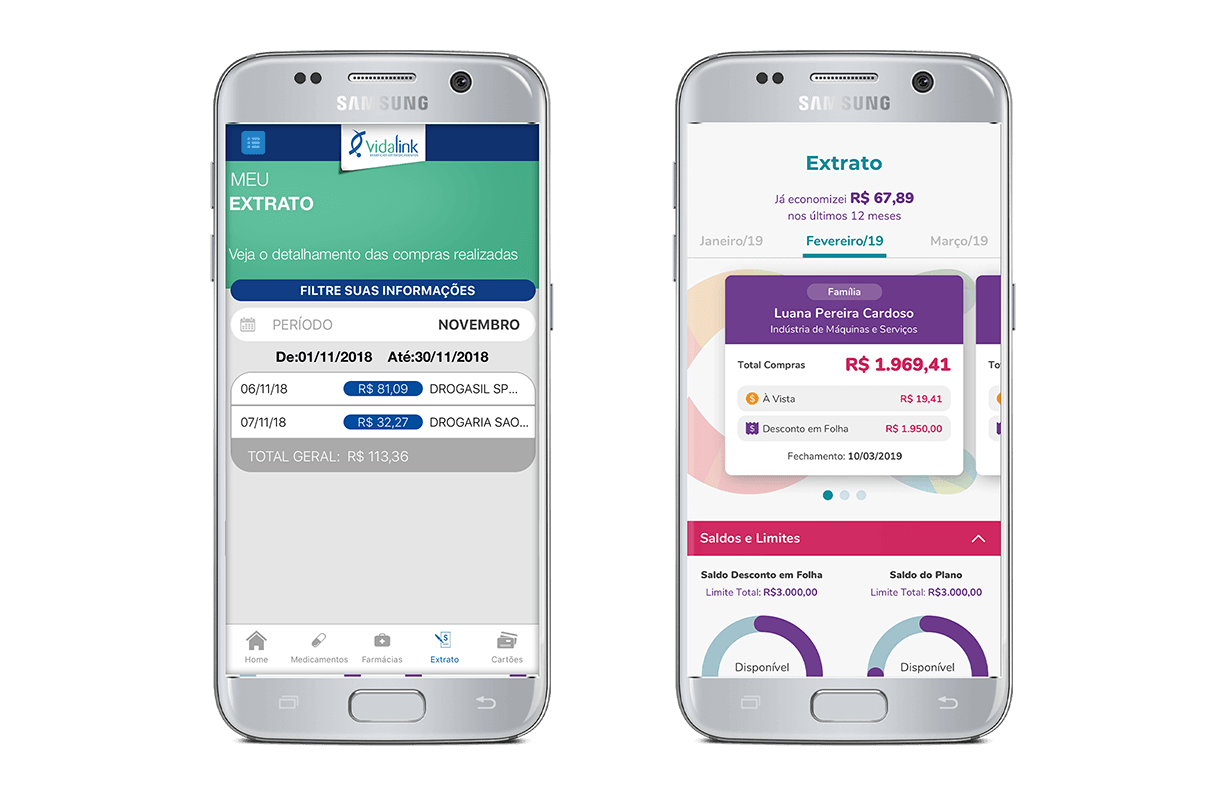 SAMSUNG
Vidalink
MEU
EXTRATO
Veja o detalhamento das compras realizadas
FILTRE SUAS INFORMAÇÕES
PERÍODO NOVEMBRO
De:01/11/2018 Até:30/11/2018
06/11/18 R$ 81,09 DROGASIL SP...
07/11/18 R$ 32,27 DROGARIA SAO...
TOTAL GERAL: R$ 113,36
Home Medicamentos Farmácias Extrato Cartões
SAMSUNG
Extrato
Já economizei R$ 67,89
nos últimos 12 meses
Janeiro/19 Fevereiro/19 Março/19
Família
Luana Pereira Cardoso
Indústria de Máquinas e Serviços
Total Compras R$ 1.969,41
To
À Vista R$ 19,41
Desconto em Folha R$ 1.950,00
Fechamento: 10/03/2019
Saldos e Limites
Saldo Desconto em Folha
Limite Total: R$3.000,00
Disponível
Saldo do Plano
Limite Total: R$3.000,00
Disponível